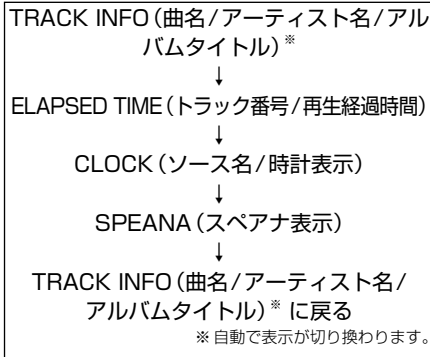 TRACK INFO（曲名/アーティスト名/アル
バムタイトル）※
↓
ELAPSED TIME（トラック番号/再生経過時間）
↓
CLOCK（ソース名/時計表示）
↓
SPEANA（スペアナ表示）
↓
TRACK INFO（曲名/アーティスト名/
アルバムタイトル）※ に戻る
※自動で表示が切り換わります。